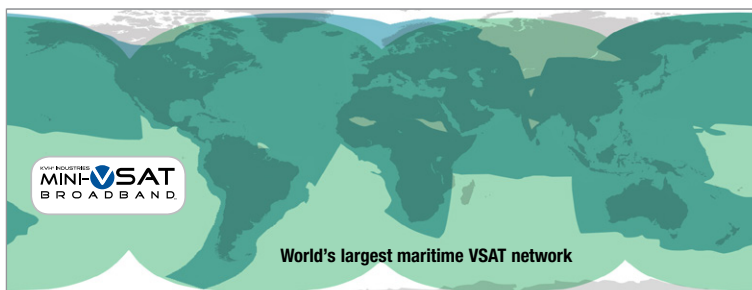 KVH® INDUSTRIES
MINI-VSAT
BROADBAND
World's largest maritime VSAT network